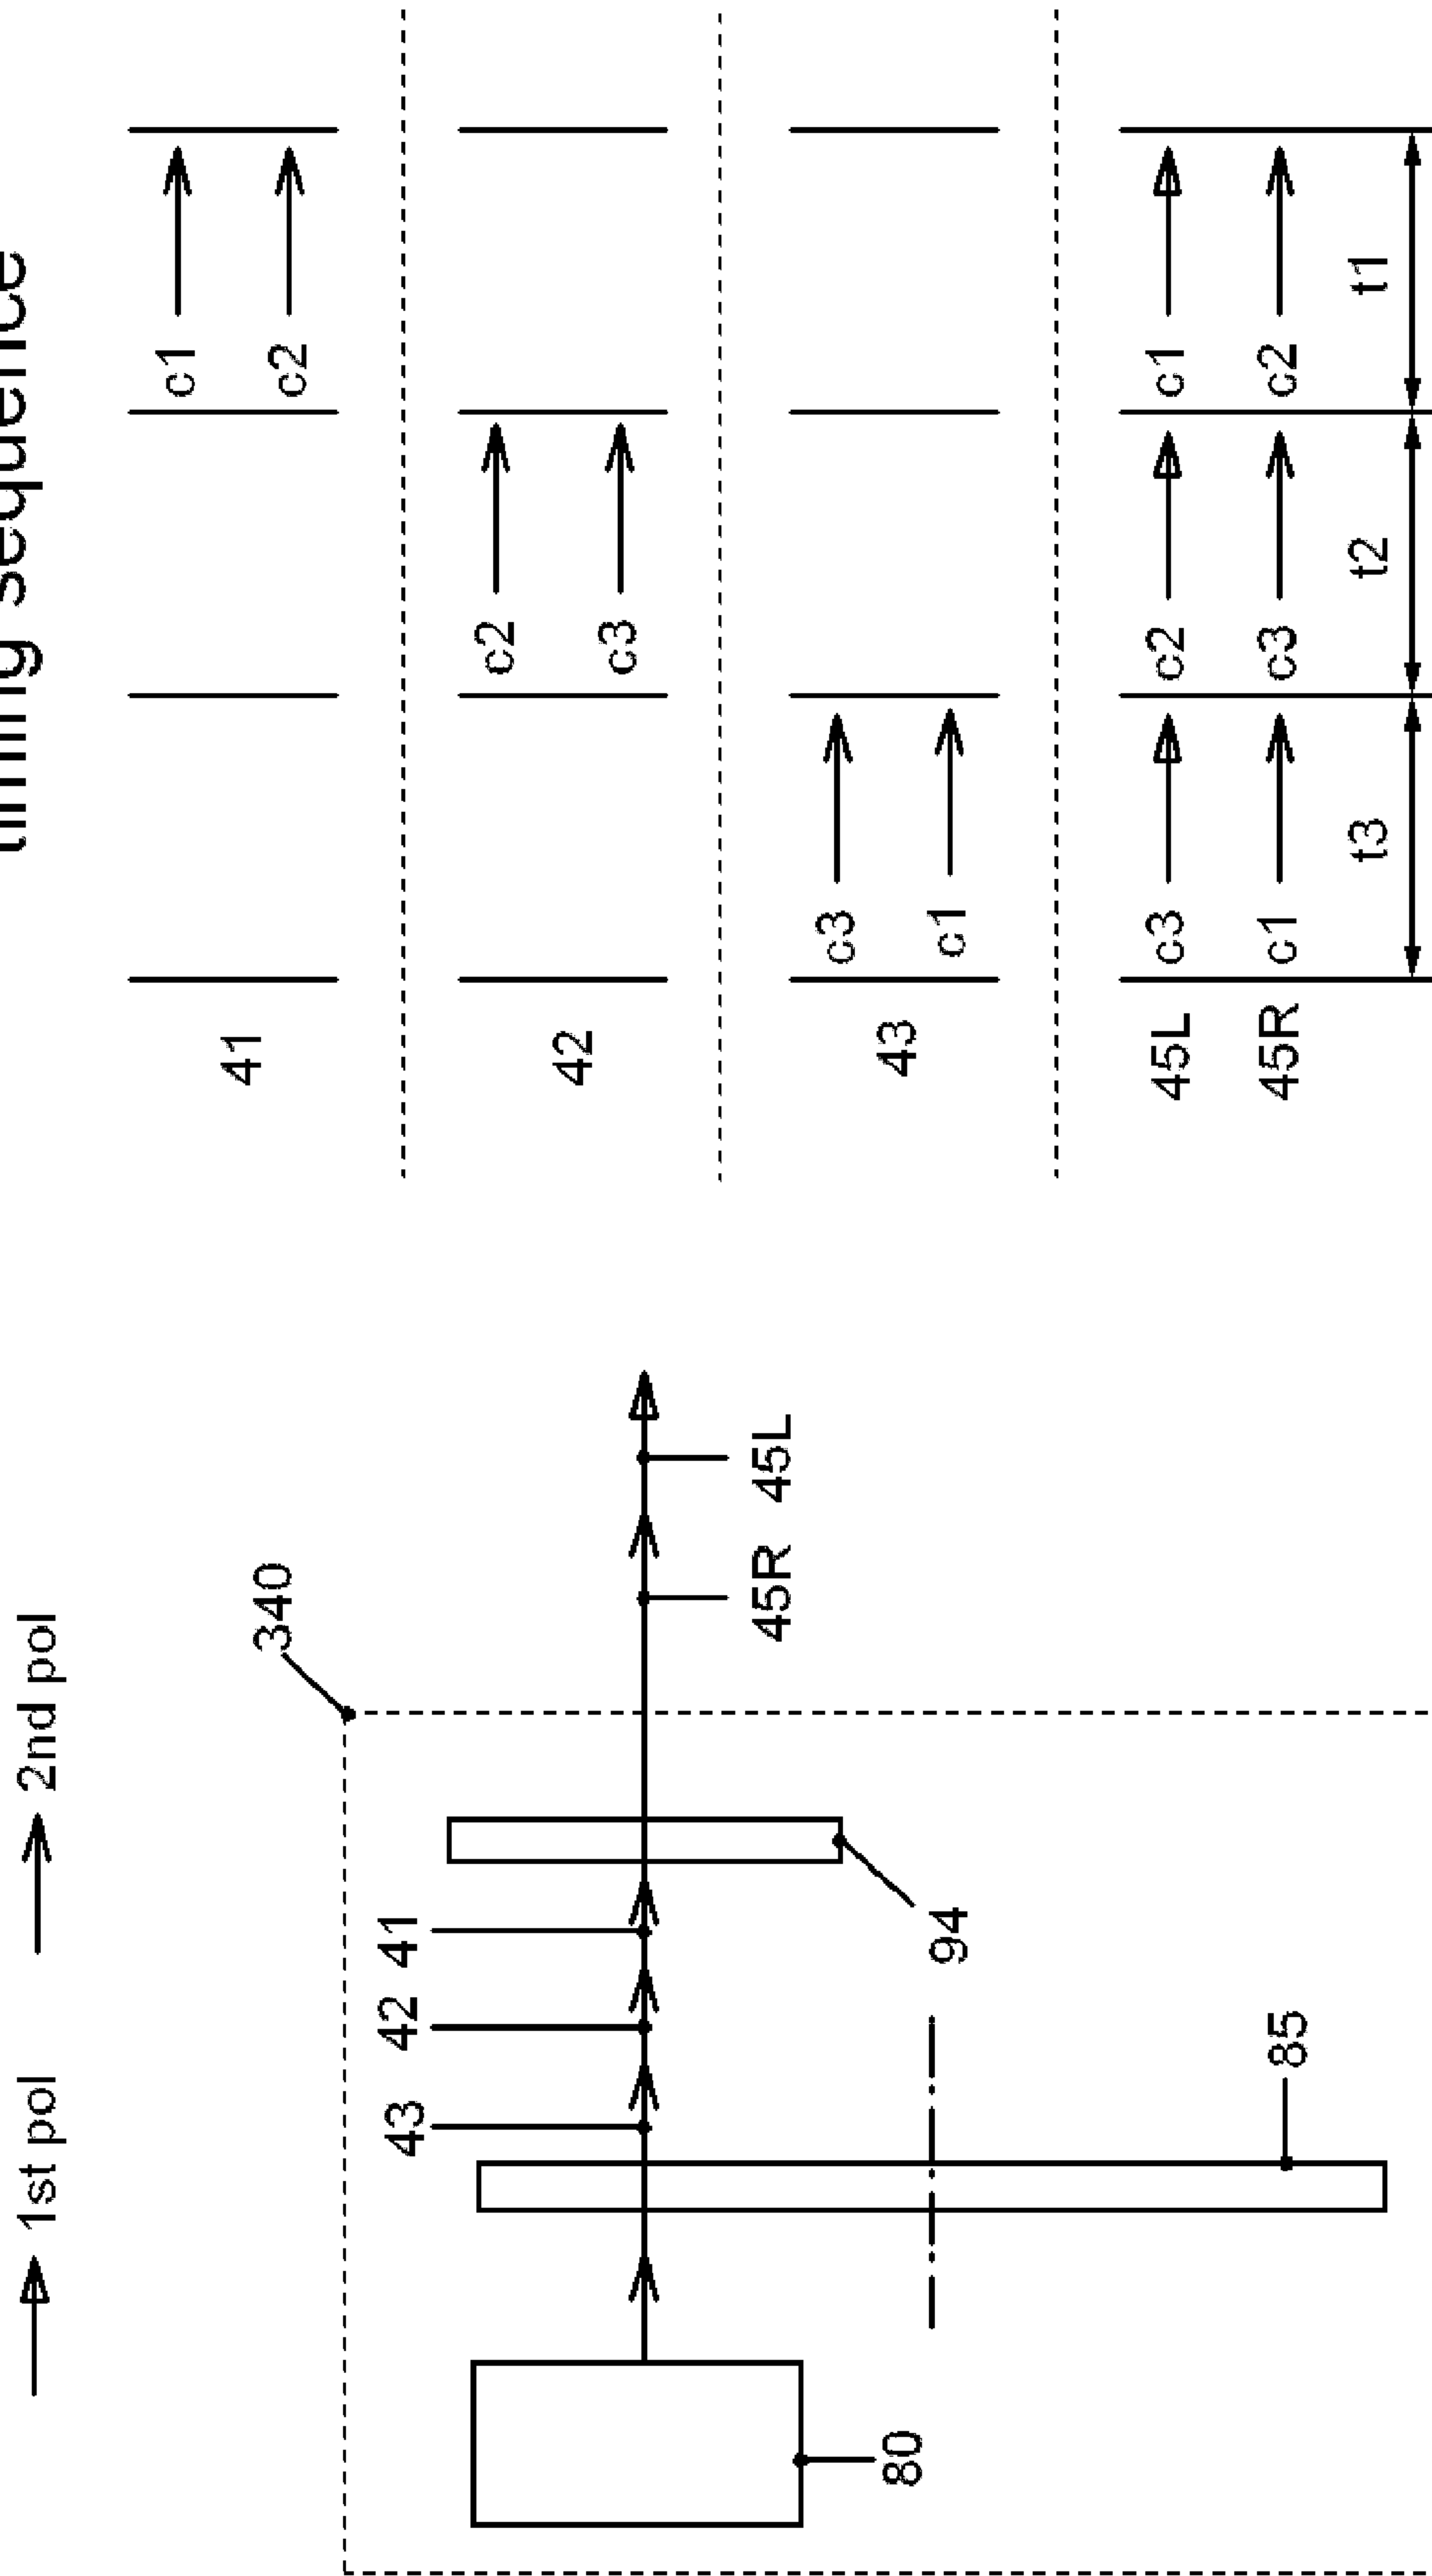 timing sequence
1st pol
2nd pol
340
43
42
41
45R
45L
80
94
85
41
c1
c2
42
c2
c3
43
c3
c1
45L
c3
c2
c1
45R
c1
c3
c2
t3
t2
t1